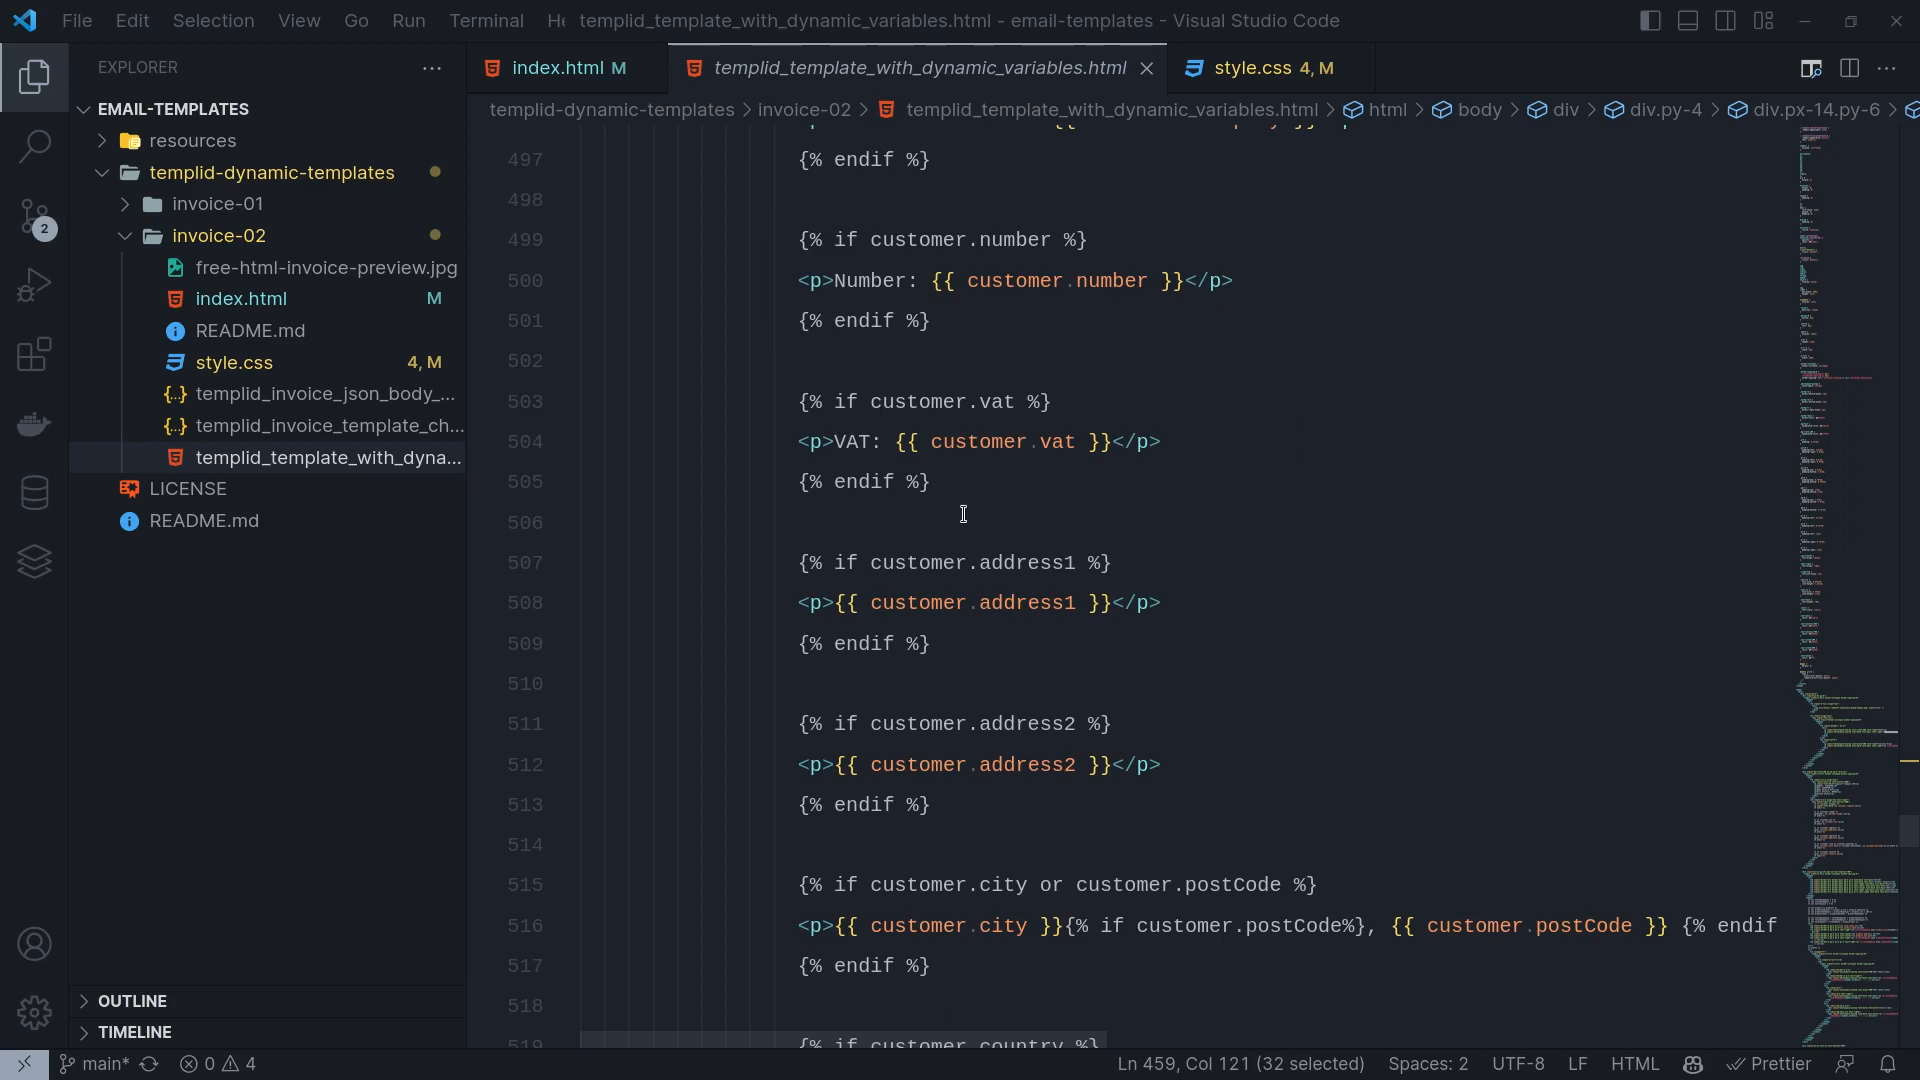 File Edit Selection View Go Run Terminal templid_template_with_dynamic_variables.html - email-templates - Visual Studio Code
EXPLORER
index.html M
templid_template_with_dynamic_variables.html
style.css 4, M
templid-dynamic-templates > invoice-02 > templid_template_with_dynamic_variables.html > html > body > div > div.py-4 > div.px-14.py-6 >
EMAIL-TEMPLATES
resources
templid-dynamic-templates
invoice-01
invoice-02
free-html-invoice-preview.jpg
index.html M
README.md
style.css 4, M
templid_invoice_json_body_...
templid_invoice_template_ch...
templid_template_with_dyna...
LICENSE
README.md
OUTLINE
TIMELINE
2
497 {% endif %}
498
499 {% if customer.number %}
500 <p>Number: {{ customer.number }}</p>
501 {% endif %}
502
503 {% if customer.vat %}
504 <p>VAT: {{ customer.vat }}</p>
505 {% endif %}
506
507 {% if customer.address1 %}
508 <p>{{ customer.address1 }}</p>
509 {% endif %}
510
511 {% if customer.address2 %}
512 <p>{{ customer.address2 }}</p>
513 {% endif %}
514
515 {% if customer.city or customer.postCode %}
516 <p>{{ customer.city }}{% if customer.postCode%}, {{ customer.postCode }} {% endif
517 {% endif %}
518
519 {% if customer.country %}
main* 0 4 Ln 459, Col 121 (32 selected) Spaces: 2 UTF-8 LF HTML Prettier